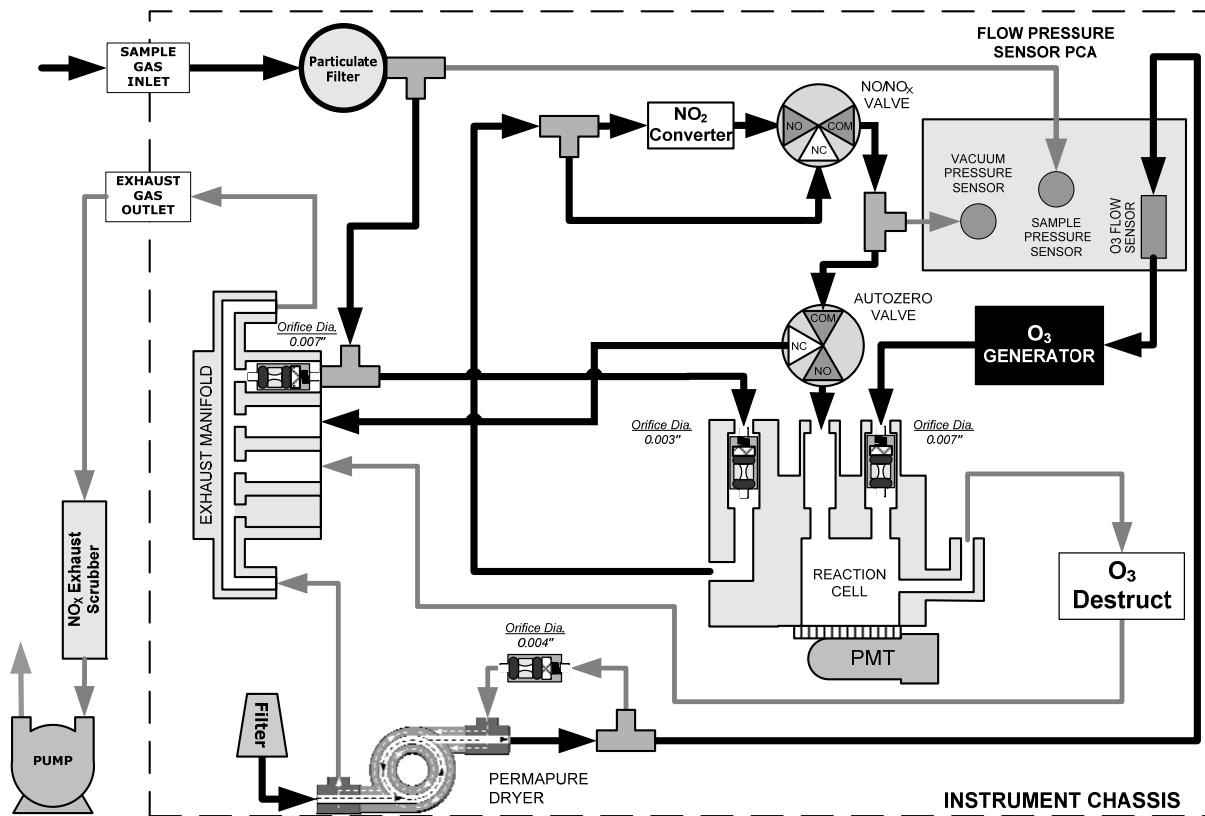 FLOW PRESSURE
SENSOR PCA
SAMPLE
GAS
INLET
Particulate
Filter
NO/NOX
VALVE
NO2
Converter
NO
COM
NC
EXHAUST
GAS
OUTLET
VACUUM
PRESSURE
SENSOR
SAMPLE
PRESSURE
SENSOR
O3 FLOW
SENSOR
AUTOZERO
VALVE
COM
NC
NO
O3
GENERATOR
Orifice Dia.
0.007"
EXHAUST MANIFOLD
Orifice Dia.
0.003"
Orifice Dia.
0.007"
REACTION
CELL
O3
Destruct
PMT
NOX Exhaust
Scrubber
Orifice Dia.
0.004"
Filter
PUMP
PERMAPURE
DRYER
INSTRUMENT CHASSIS